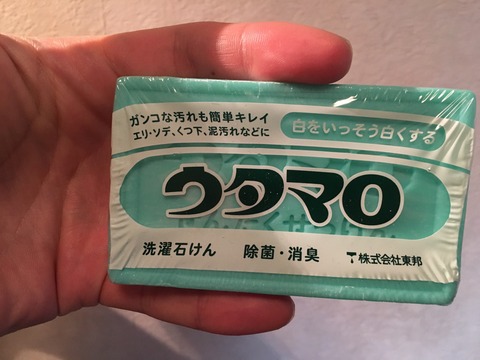 ガンコな汚れも簡単キレイ
エリ・ソデ、くつ下、泥汚れなどに
白をいっそう白くする
ウタマロ
洗濯石けん 除菌・消臭 株式会社東邦